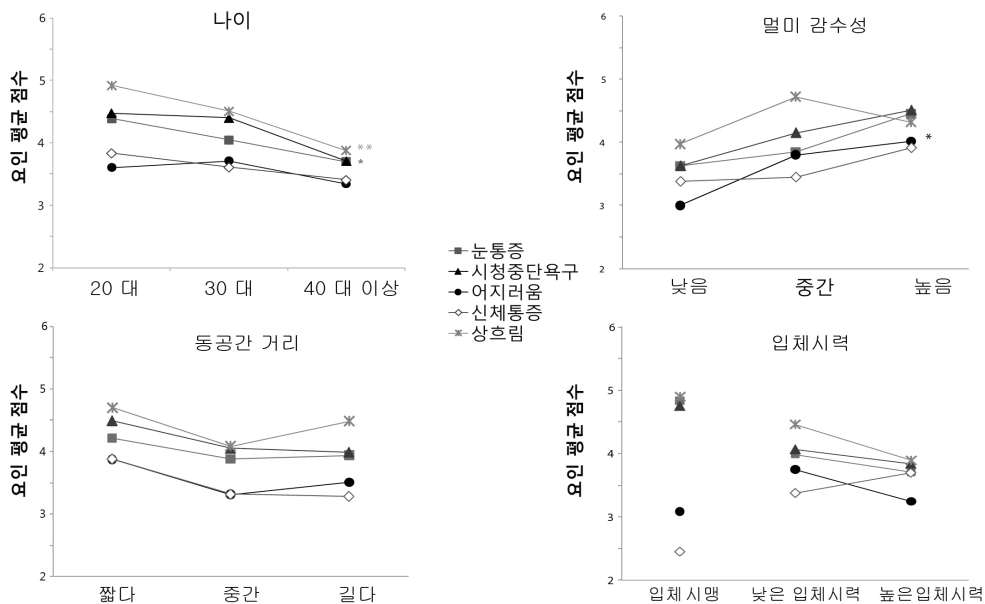 나이
요인 평균 점수
6
5
4
3
2
**
*
20 대 30 대 40 대 이상
멀미 감수성
요인 평균 점수
6
5
4
3
2
*
낮음 중간 높음
눈통증
시청중단욕구
어지러움
신체통증
상흐림
동공간 거리
요인 평균 점수
6
5
4
3
2
짧다 중간 길다
입체시력
요인 평균 점수
6
5
4
3
2
입체시맹 낮은 입체시력 높은입체시력